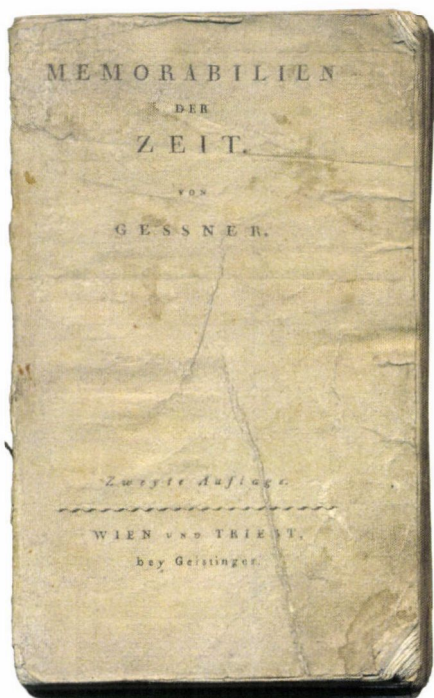 MEMORABILIEN
DER
ZEIT.
VON
GESSNER.
Zweyte Auflage.
WIEN UND TRIEST,
bey Geistinger.